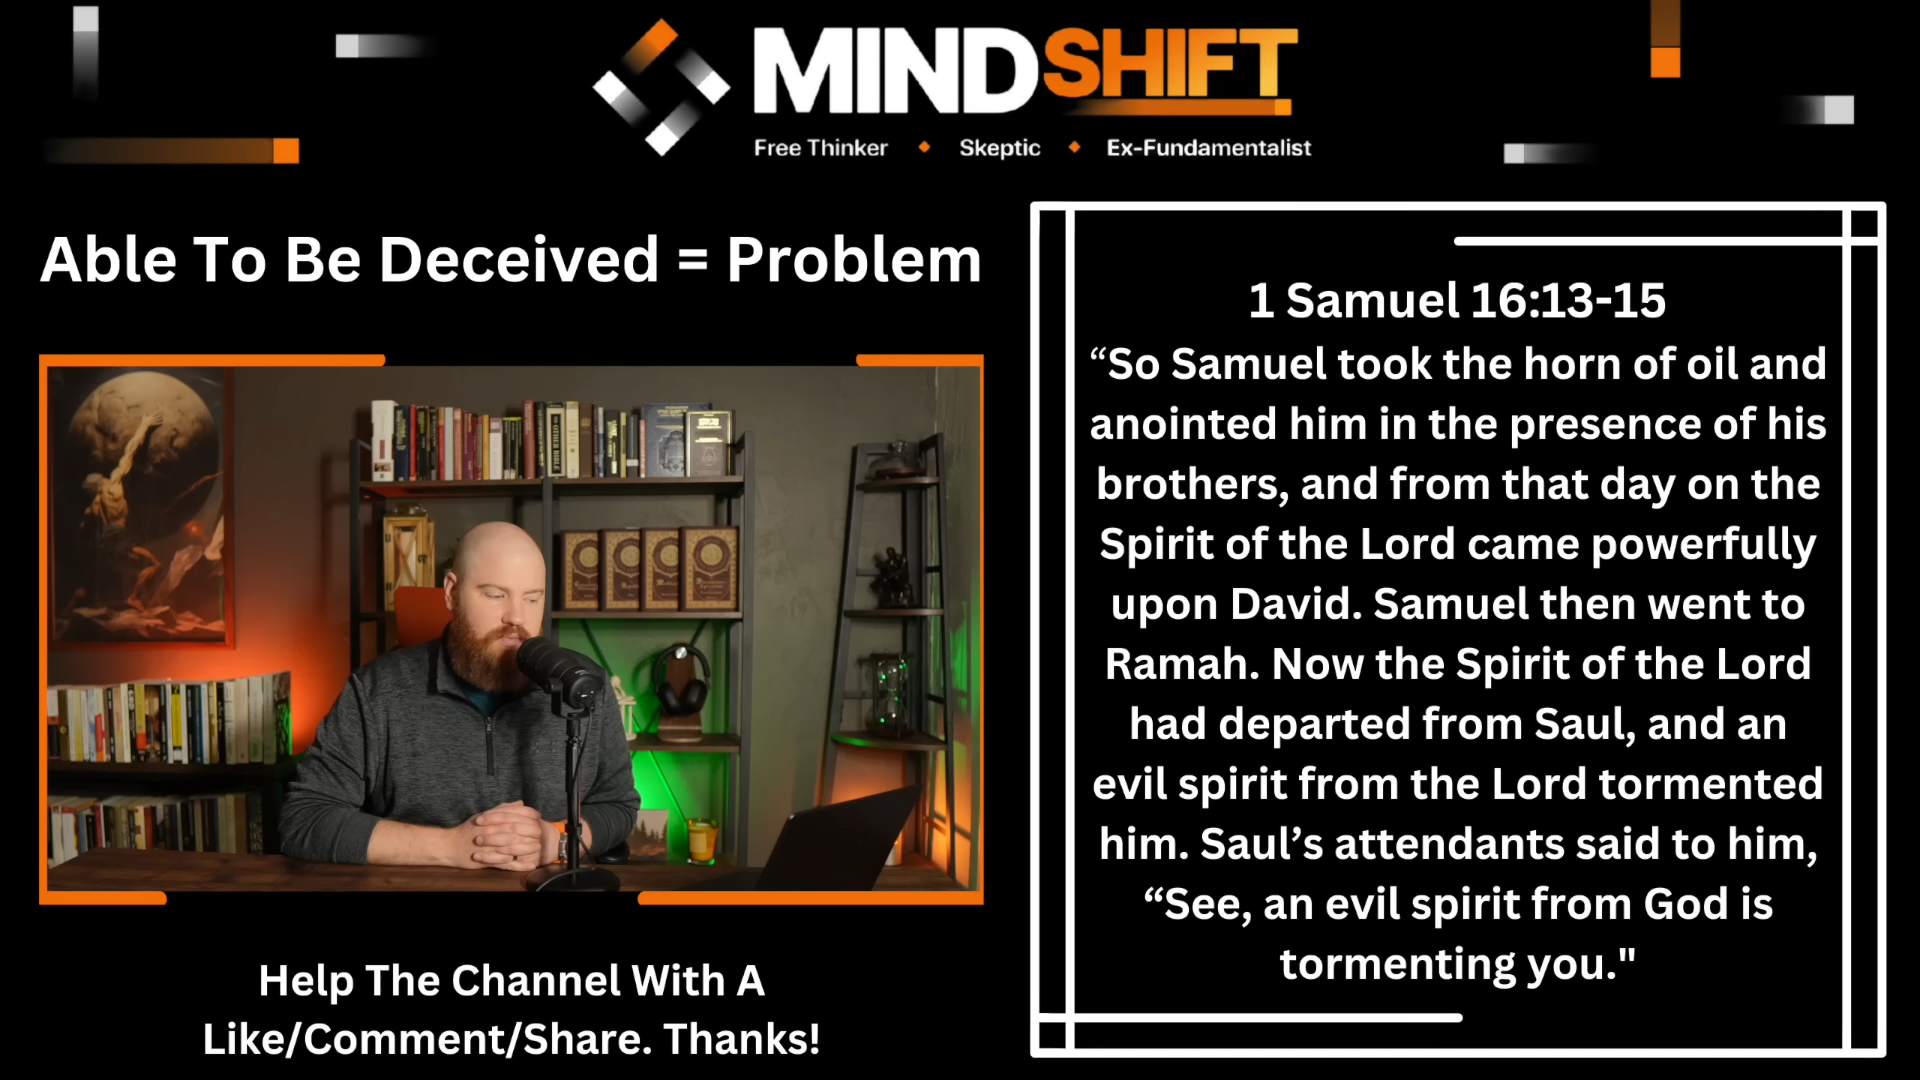 MINDSHIFT
Free Thinker ◆ Skeptic ◆ Ex-Fundamentalist
Able To Be Deceived = Problem
1 Samuel 16:13-15
“So Samuel took the horn of oil and
anointed him in the presence of his
brothers, and from that day on the
Spirit of the Lord came powerfully
upon David. Samuel then went to
Ramah. Now the Spirit of the Lord
had departed from Saul, and an
evil spirit from the Lord tormented
him. Saul’s attendants said to him,
“See, an evil spirit from God is
tormenting you."
Help The Channel With A
Like/Comment/Share. Thanks!